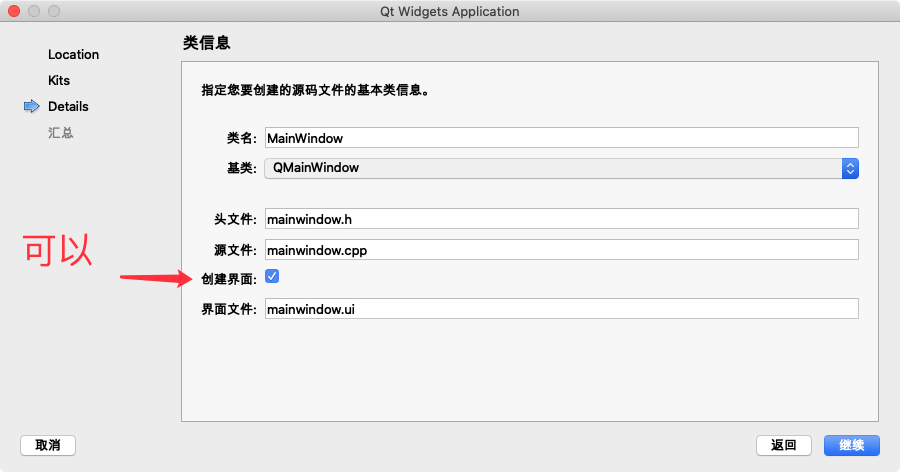 Qt Widgets Application
Location
Kits
Details
汇总
类信息
指定您要创建的源码文件的基本类信息。
类名: MainWindow
基类: QMainWindow
头文件: mainwindow.h
源文件: mainwindow.cpp
可以
创建界面:
界面文件: mainwindow.ui
取消
返回
继续